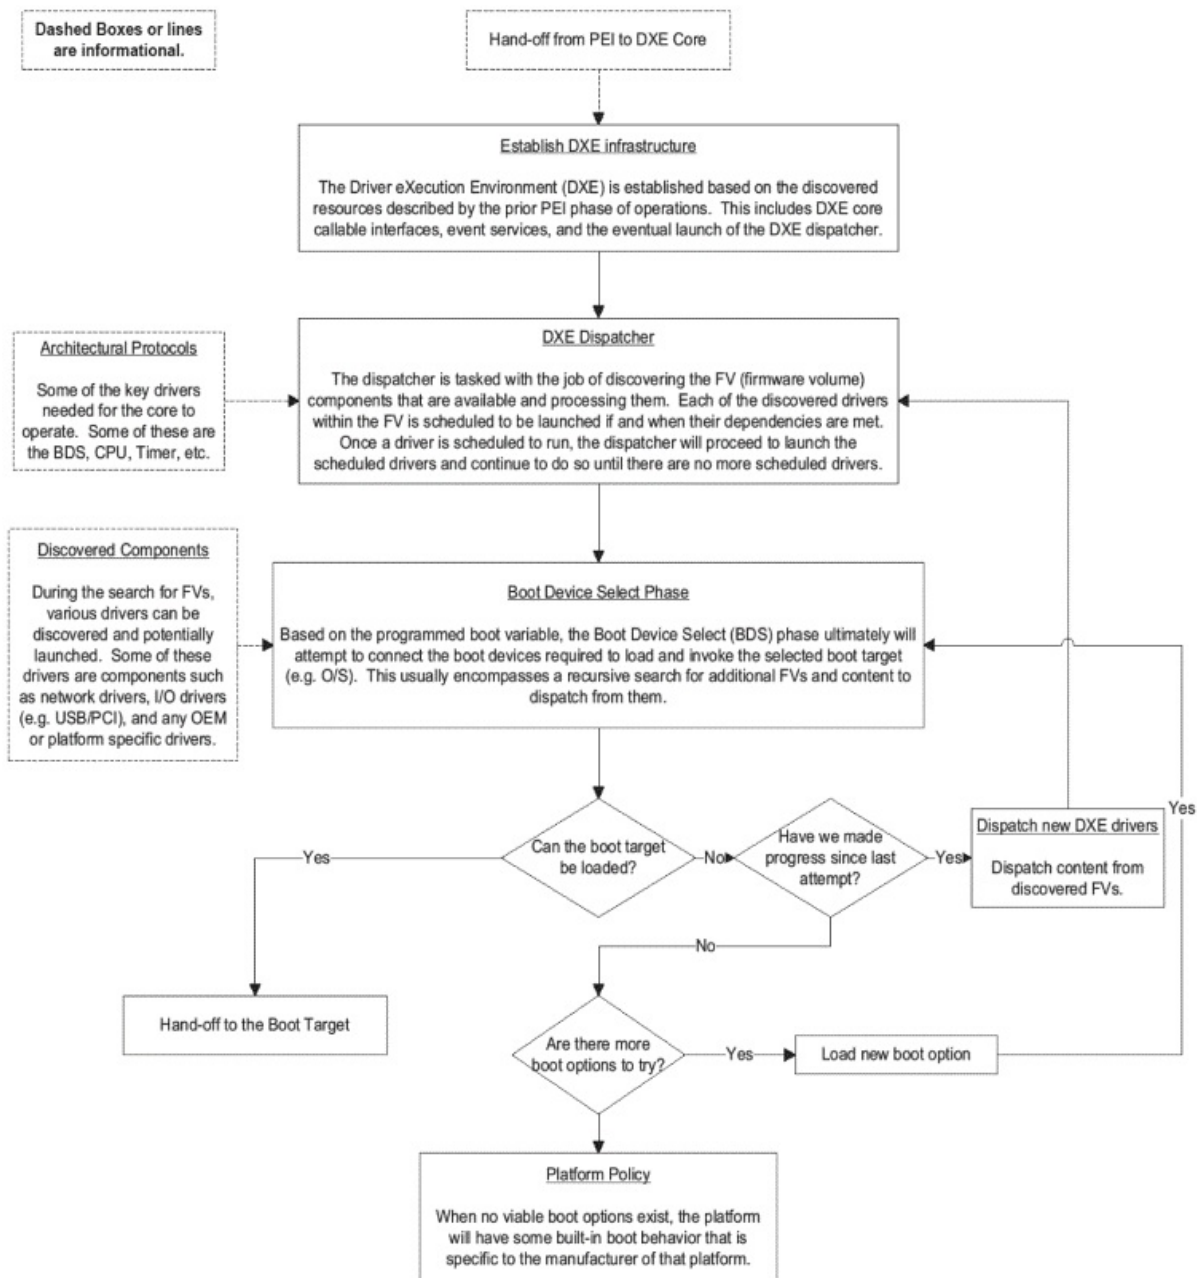 Dashed Boxes or lines
are informational.
Hand-off from PEI to DXE Core
Establish DXE infrastructure
The Driver eXecution Environment (DXE) is established based on the discovered
resources described by the prior PEI phase of operations. This includes DXE core
callable interfaces, event services, and the eventual launch of the DXE dispatcher.
Architectural Protocols
Some of the key drivers
needed for the core to
operate. Some of these are
the BDS, CPU, Timer, etc.
DXE Dispatcher
The dispatcher is tasked with the job of discovering the FV (firmware volume)
components that are available and processing them. Each of the discovered drivers
within the FV is scheduled to be launched if and when their dependencies are met.
Once a driver is scheduled to run, the dispatcher will proceed to launch the
scheduled drivers and continue to do so until there are no more scheduled drivers.
Discovered Components
During the search for FVs,
various drivers can be
discovered and potentially
launched. Some of these
drivers are components such
as network drivers, I/O drivers
(e.g. USB/PCI), and any OEM
or platform specific drivers.
Boot Device Select Phase
Based on the programmed boot variable, the Boot Device Select (BDS) phase ultimately will
attempt to connect the boot devices required to load and invoke the selected boot target
(e.g. O/S). This usually encompasses a recursive search for additional FVs and content to
dispatch from them.
Yes
Can the boot target
be loaded?
No
Have we made
progress since last
attempt?
Yes
Dispatch new DXE drivers
Dispatch content from
discovered FVs.
Yes
No
Hand-off to the Boot Target
Are there more
boot options to try?
Yes
Load new boot option
Platform Policy
When no viable boot options exist, the platform
will have some built-in boot behavior that is
specific to the manufacturer of that platform.